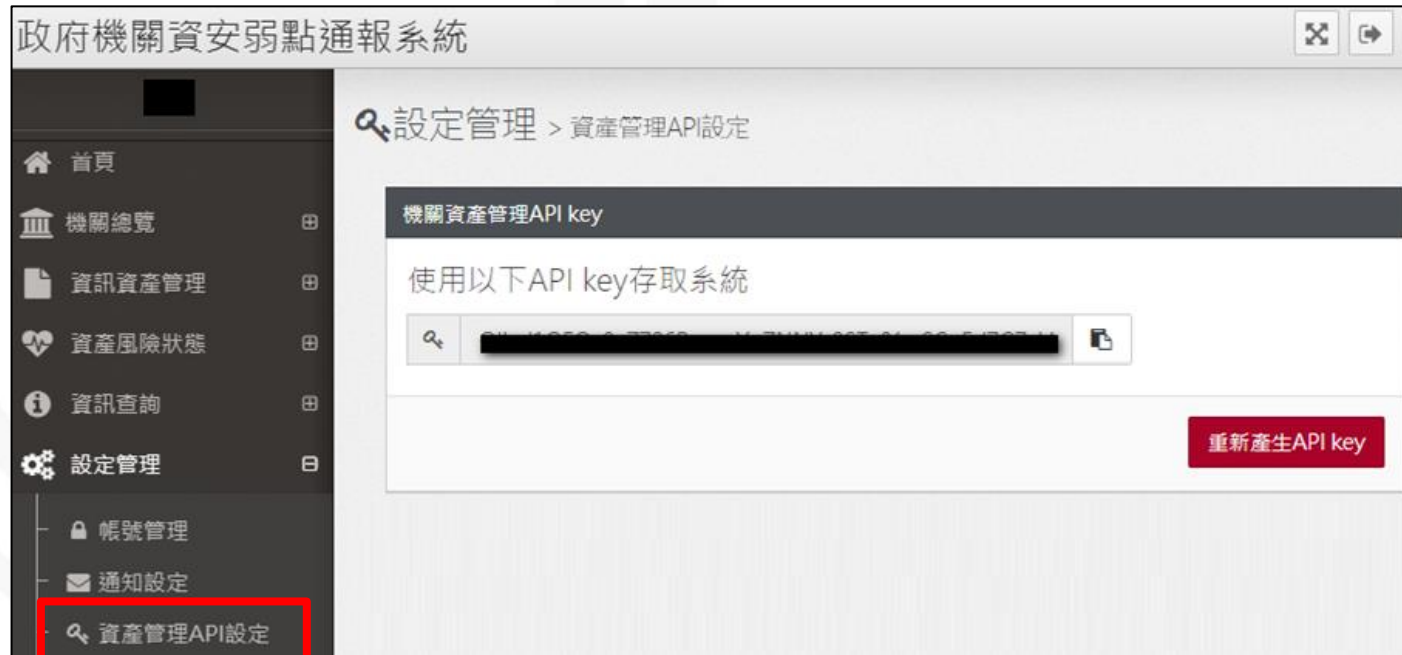 政府機關資安弱點通報系統
設定管理 > 資產管理API設定
首頁
機關總覽
資訊資產管理
資產風險狀態
資訊查詢
設定管理
帳號管理
通知設定
資產管理API設定
機關資產管理API key
使用以下API key存取系統
重新產生API key